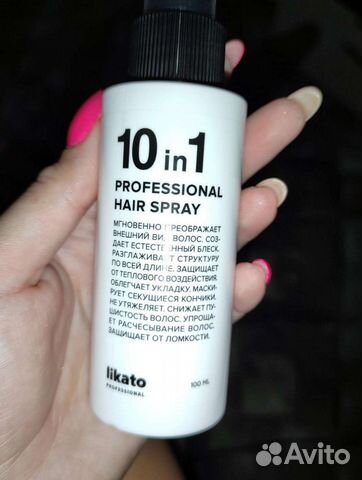 10 in 1
PROFESSIONAL
HAIR SPRAY
МГНОВЕННО ПРЕОБРАЖАЕТ
ВНЕШНИЙ ВИД ВОЛОС. СОЗ-
ДАЕТ ЕСТЕСТВЕННЫЙ БЛЕСК.
РАЗГЛАЖИВАЕТ СТРУКТУРУ
ПО ВСЕЙ ДЛИНЕ. ЗАЩИЩАЕТ
ОТ ТЕПЛОВОГО ВОЗДЕЙСТВИЯ.
ОБЛЕГЧАЕТ УКЛАДКУ. МАСКИ-
РУЕТ СЕКУЩИЕСЯ КОНЧИКИ.
НЕ УТЯЖЕЛЯЕТ. СНИЖАЕТ ПУ-
ШИСТОСТЬ ВОЛОС. УПРОЩА-
ЕТ РАСЧЕСЫВАНИЕ ВОЛОС.
ЗАЩИЩАЕТ ОТ ЛОМКОСТИ.
likato
PROFESSIONAL
100 ML
Avito